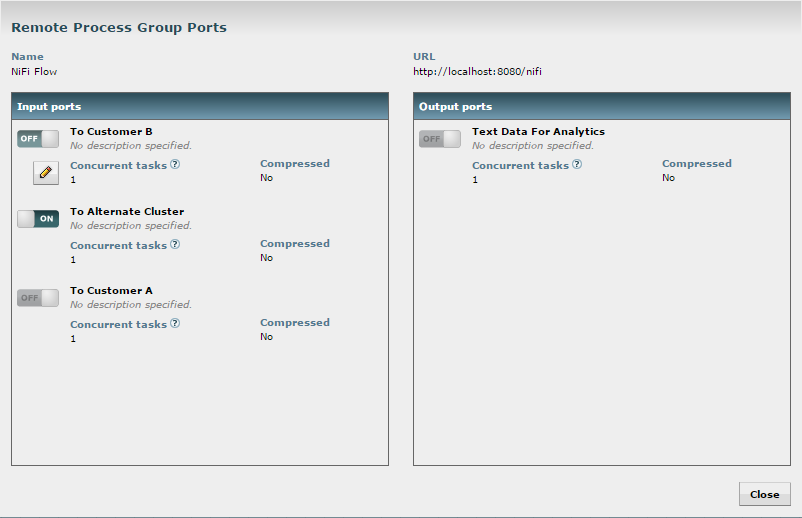 Remote Process Group Ports
Name
NiFi Flow
URL
http://localhost:8080/nifi
Input ports
OFF
To Customer B
No description specified.
Concurrent tasks ?
1
Compressed
No
ON
To Alternate Cluster
No description specified.
Concurrent tasks ?
1
Compressed
No
OFF
To Customer A
No description specified.
Concurrent tasks ?
1
Compressed
No
Output ports
OFF
Text Data For Analytics
No description specified.
Concurrent tasks ?
1
Compressed
No
Close